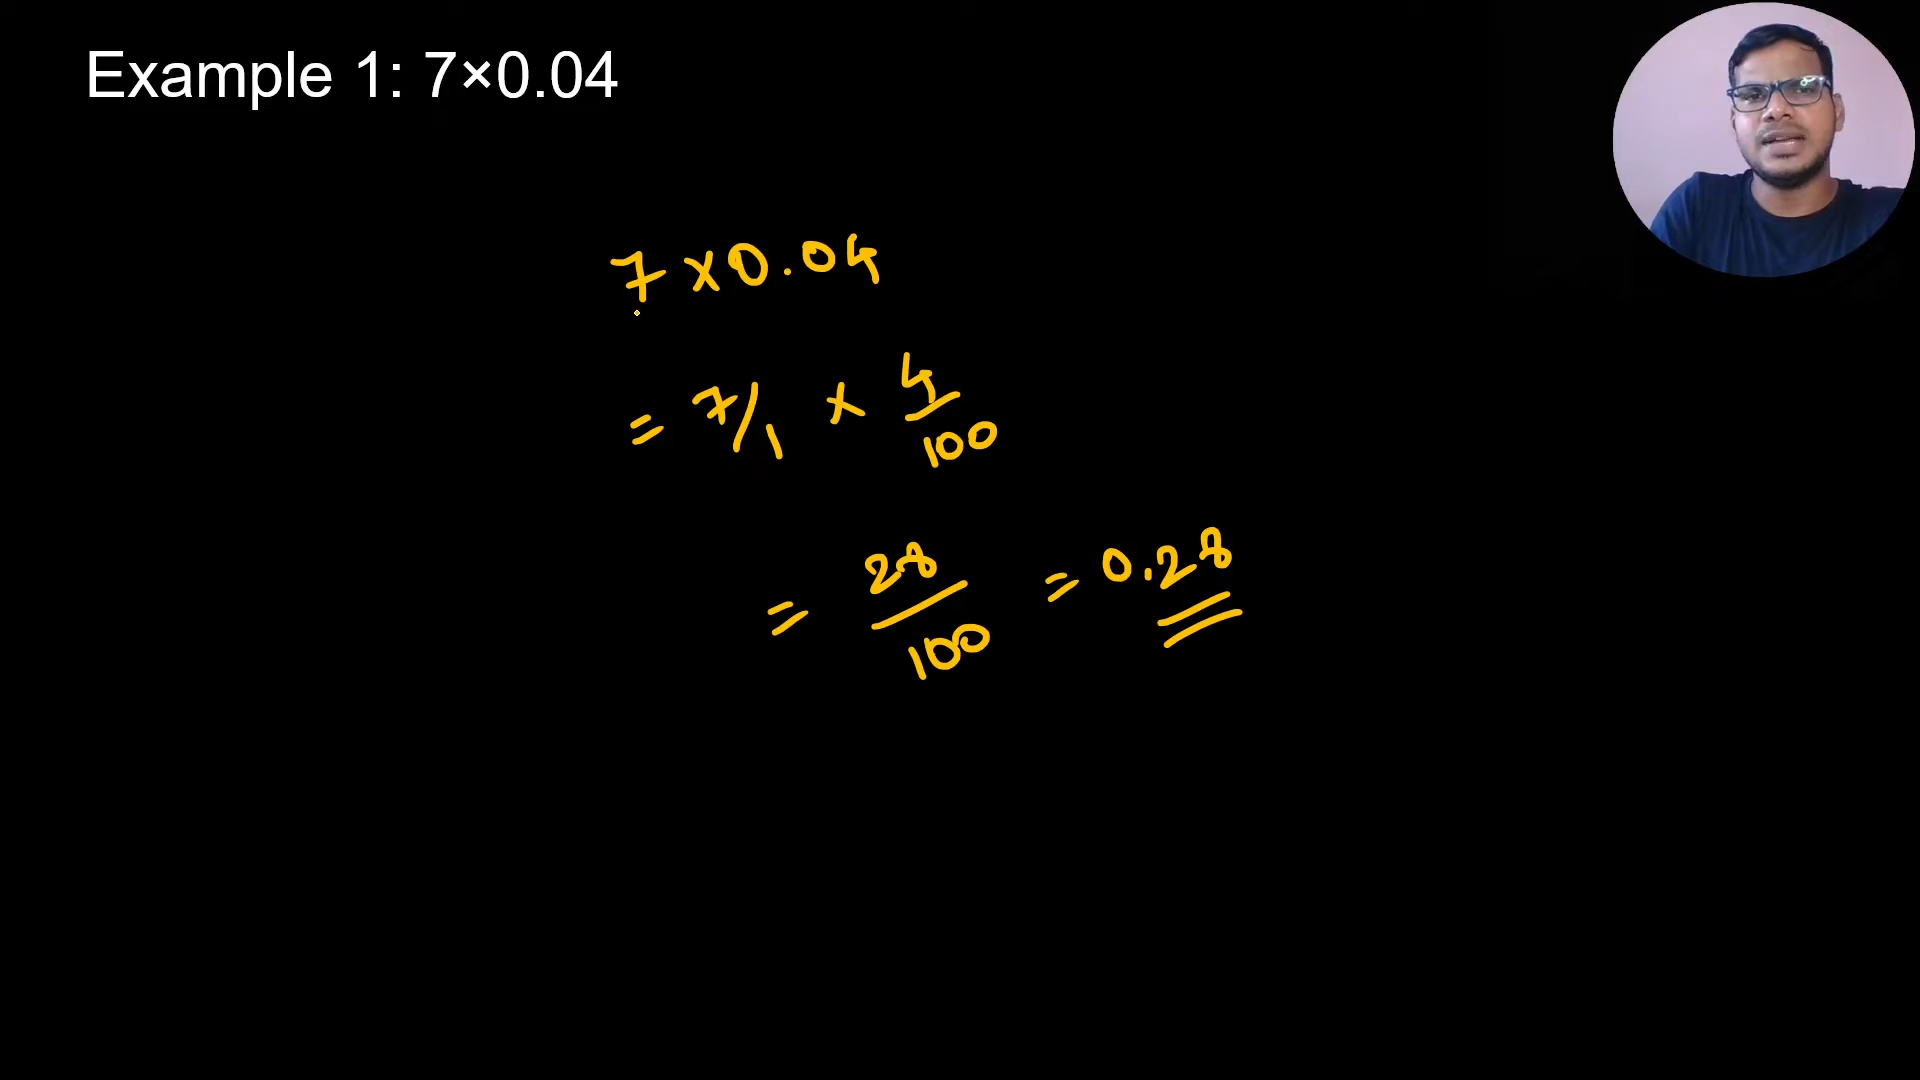 Example 1: 7×0.04
7 × 0.04
= 7/1 × 4/100
= 28/100 = 0.28